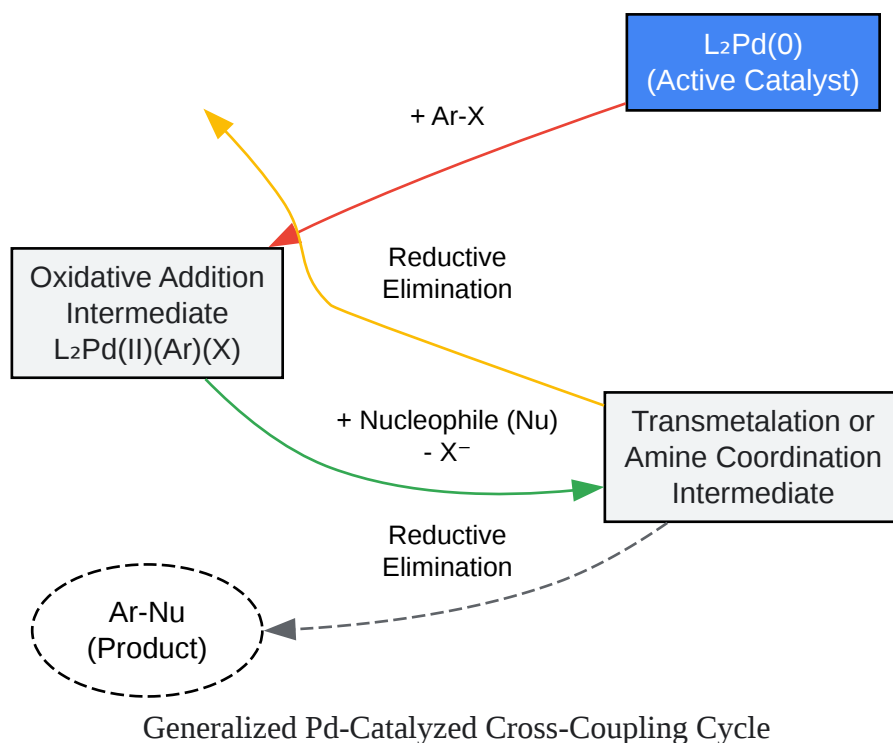 L₂Pd(0)
(Active Catalyst)
+ Ar-X
Oxidative Addition
Intermediate
L₂Pd(II)(Ar)(X)
Reductive
Elimination
+ Nucleophile (Nu)
- X⁻
Transmetalation or
Amine Coordination
Intermediate
Reductive
Elimination
Ar-Nu
(Product)
Generalized Pd-Catalyzed Cross-Coupling Cycle